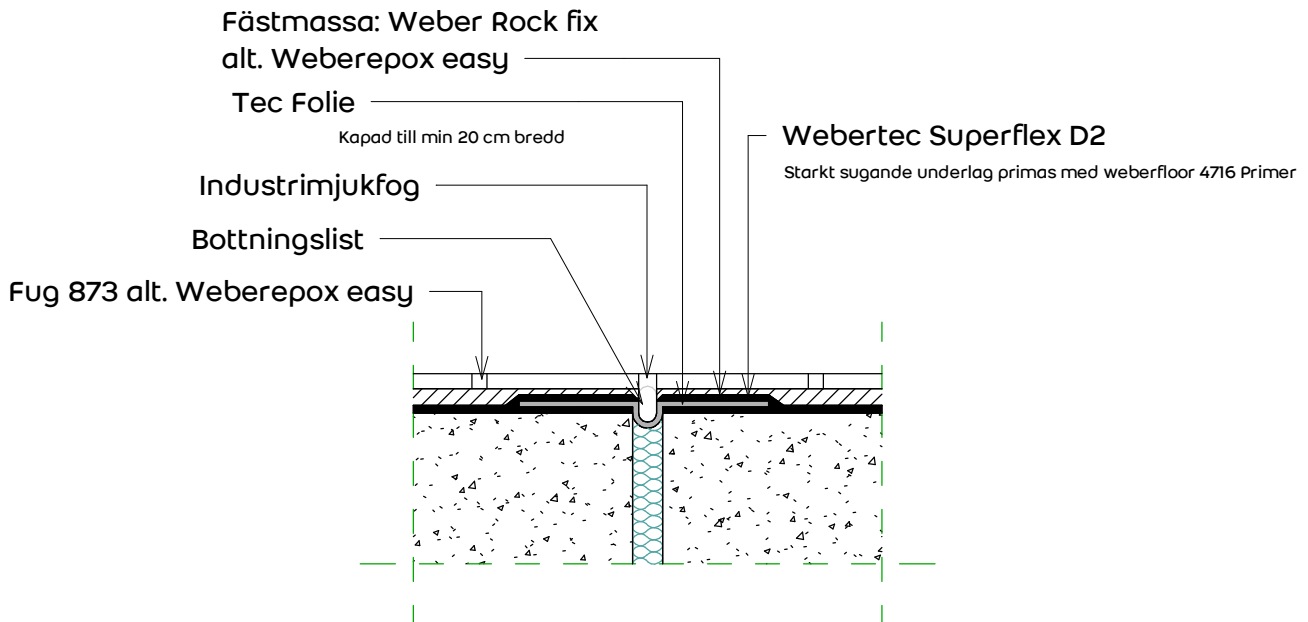 Fästmassa: Weber Rock fix
alt. Weberepox easy
Tec Folie
Kapad till min 20 cm bredd
Webertec Superflex D2
Starkt sugande underlag primas med weberfloor 4716 Primer
Industrimjukfog
Bottningslist
Fug 873 alt. Weberepox easy